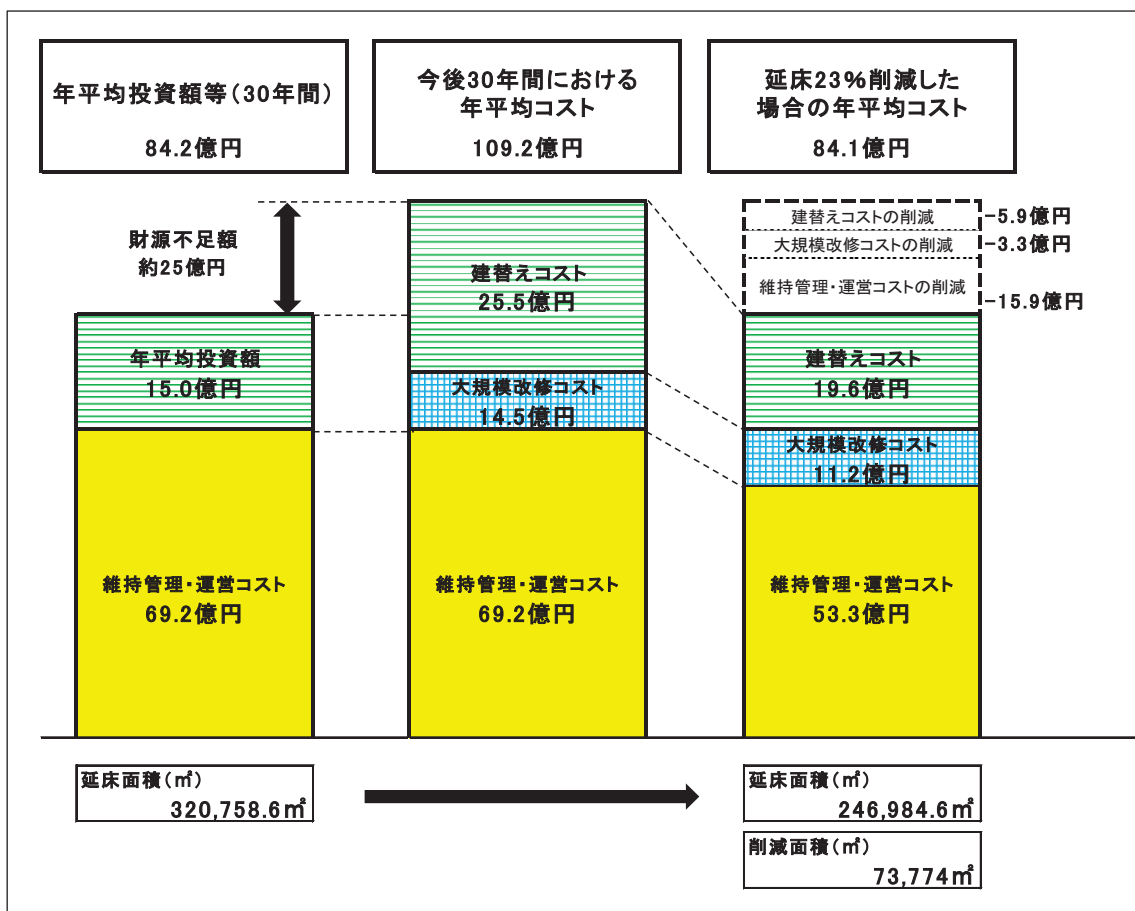 年平均投資額等(30年間)
84.2億円
今後30年間における
年平均コスト
109.2億円
延床23%削減した
場合の年平均コスト
84.1億円
財源不足額
約25億円
年平均投資額
15.0億円
維持管理・運営コスト
69.2億円
建替えコスト
25.5億円
大規模改修コスト
14.5億円
維持管理・運営コスト
69.2億円
建替えコストの削減
-5.9億円
大規模改修コストの削減
-3.3億円
維持管理・運営コストの削減
-15.9億円
建替えコスト
19.6億円
大規模改修コスト
11.2億円
維持管理・運営コスト
53.3億円
延床面積(㎡)
320,758.6㎡
延床面積(㎡)
246,984.6㎡
削減面積(㎡)
73,774㎡